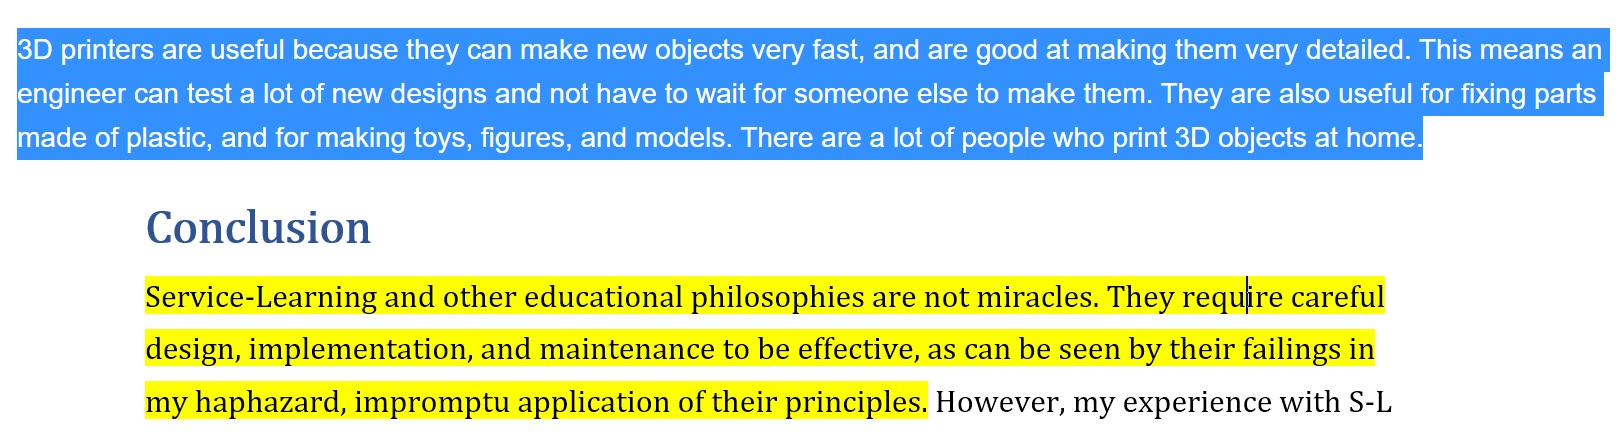 3D printers are useful because they can make new objects very fast, and are good at making them very detailed. This means an
engineer can test a lot of new designs and not have to wait for someone else to make them. They are also useful for fixing parts
made of plastic, and for making toys, figures, and models. There are a lot of people who print 3D objects at home.
Conclusion
Service-Learning and other educational philosophies are not miracles. They require careful
design, implementation, and maintenance to be effective, as can be seen by their failings in
my haphazard, impromptu application of their principles. However, my experience with S-L